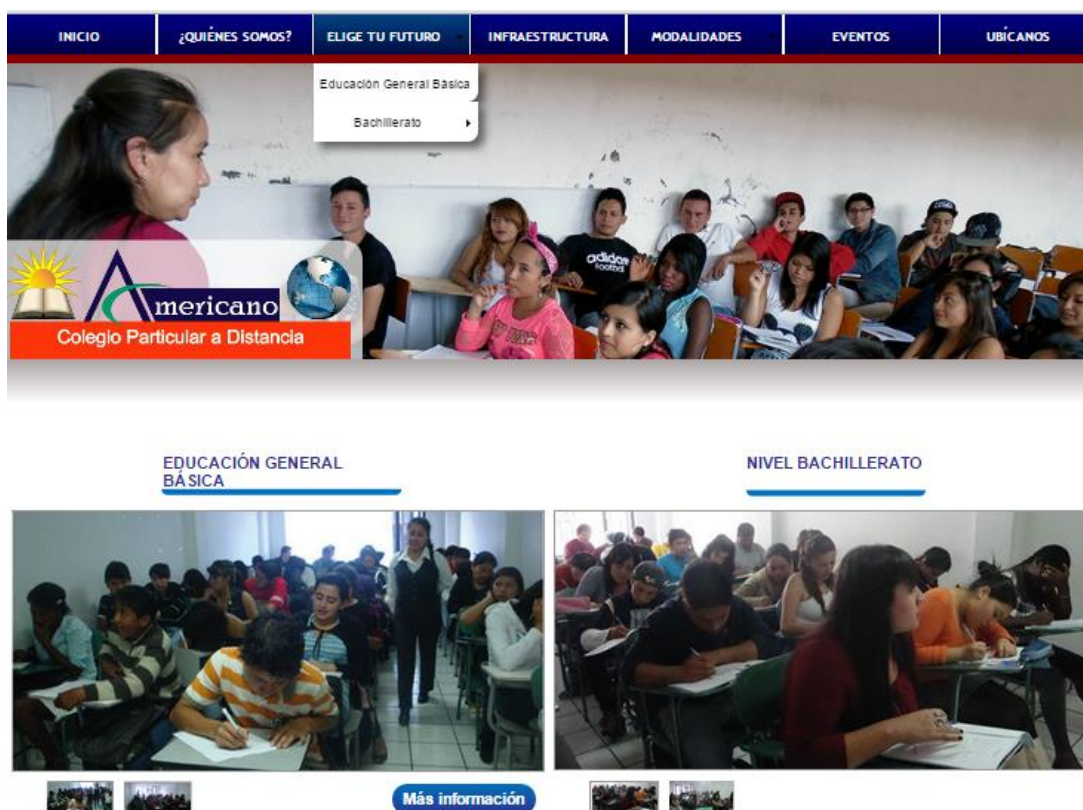 INICIO
¿QUIÉNES SOMOS?
ELIGE TU FUTURO
INFRAESTRUCTURA
MODALIDADES
EVENTOS
UBÍCANOS
Educación General Básica
Bachillerato
adidas
football
Americano
Colegio Particular a Distancia
EDUCACIÓN GENERAL
BÁSICA
NIVEL BACHILLERATO
Más información